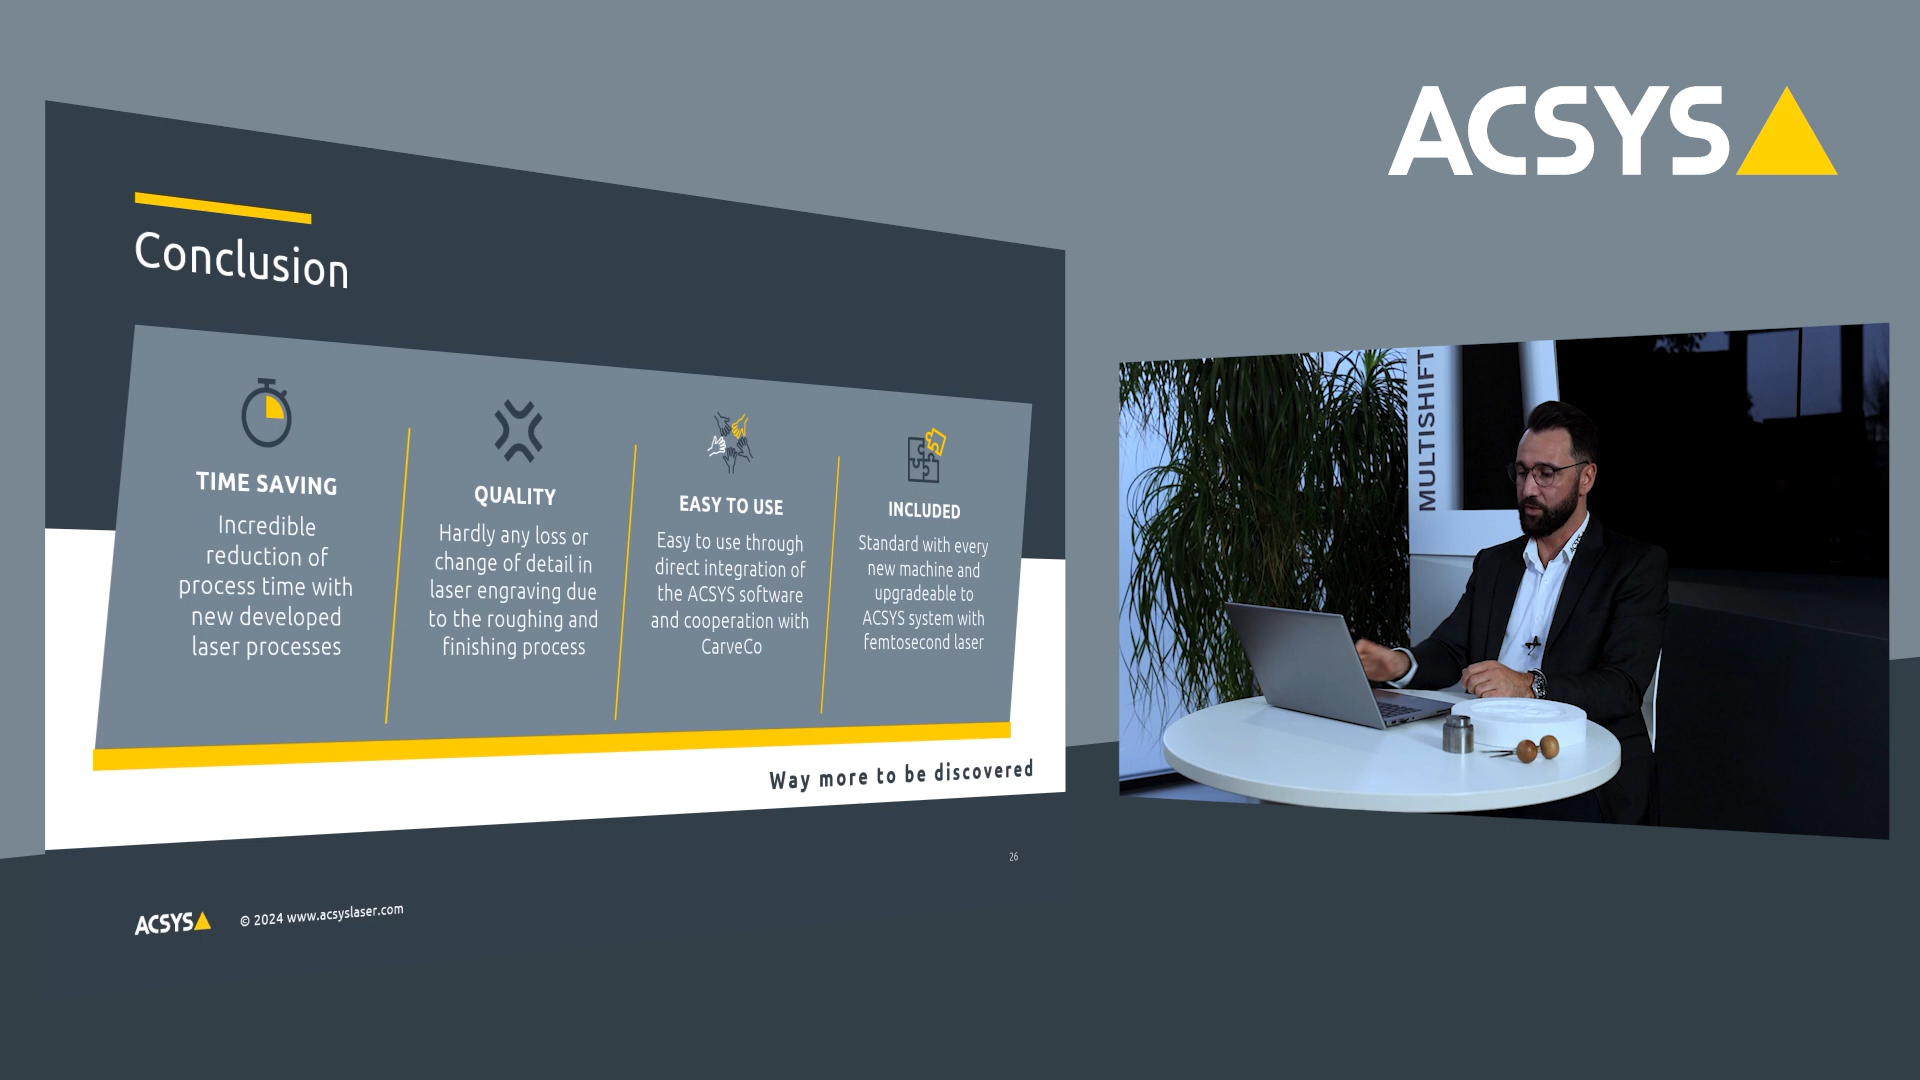 ACSYS
Conclusion
TIME SAVING
Incredible
reduction of
process time with
new developed
laser processes
QUALITY
Hardly any loss or
change of detail in
laser engraving due
to the roughing and
finishing process
EASY TO USE
Easy to use through
direct integration of
the ACSYS software
and cooperation with
CarveCo
INCLUDED
Standard with every
new machine and
upgradeable to
ACSYS system with
femtosecond laser
Way more to be discovered
26
ACSYS
© 2024 www.acsyslaser.com
MULTISHIFT
ACSYS